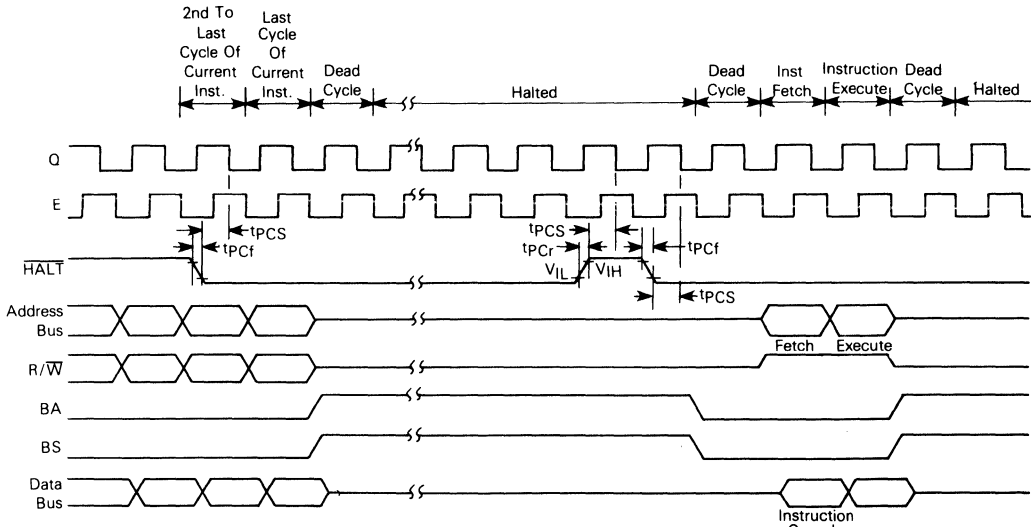 2nd To
Last
Cycle Of
Current
Inst.
Last
Cycle
Of
Current
Inst.
Dead
Cycle
Halted
Dead
Cycle
Inst
Fetch
Instruction
Execute
Dead
Cycle
Halted
Q
E
tPCS
tPCf
tPCS
tPCr
tPCf
HALT
VIL
VIH
tPCS
Address
Bus
Fetch
Execute
R/W
BA
BS
Data
Bus
Instruction